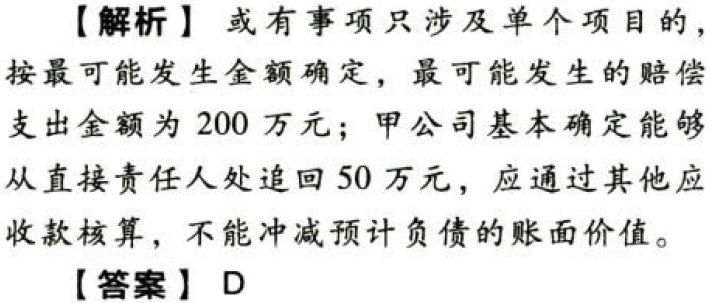 【解析】 或有事项只涉及单个项目的，
按最可能发生金额确定，最可能发生的赔偿
支出金额为 200 万元；甲公司基本确定能够
从直接责任人处追回 50 万元，应通过其他应
收款核算，不能冲减预计负债的账面价值。
【答案】 D